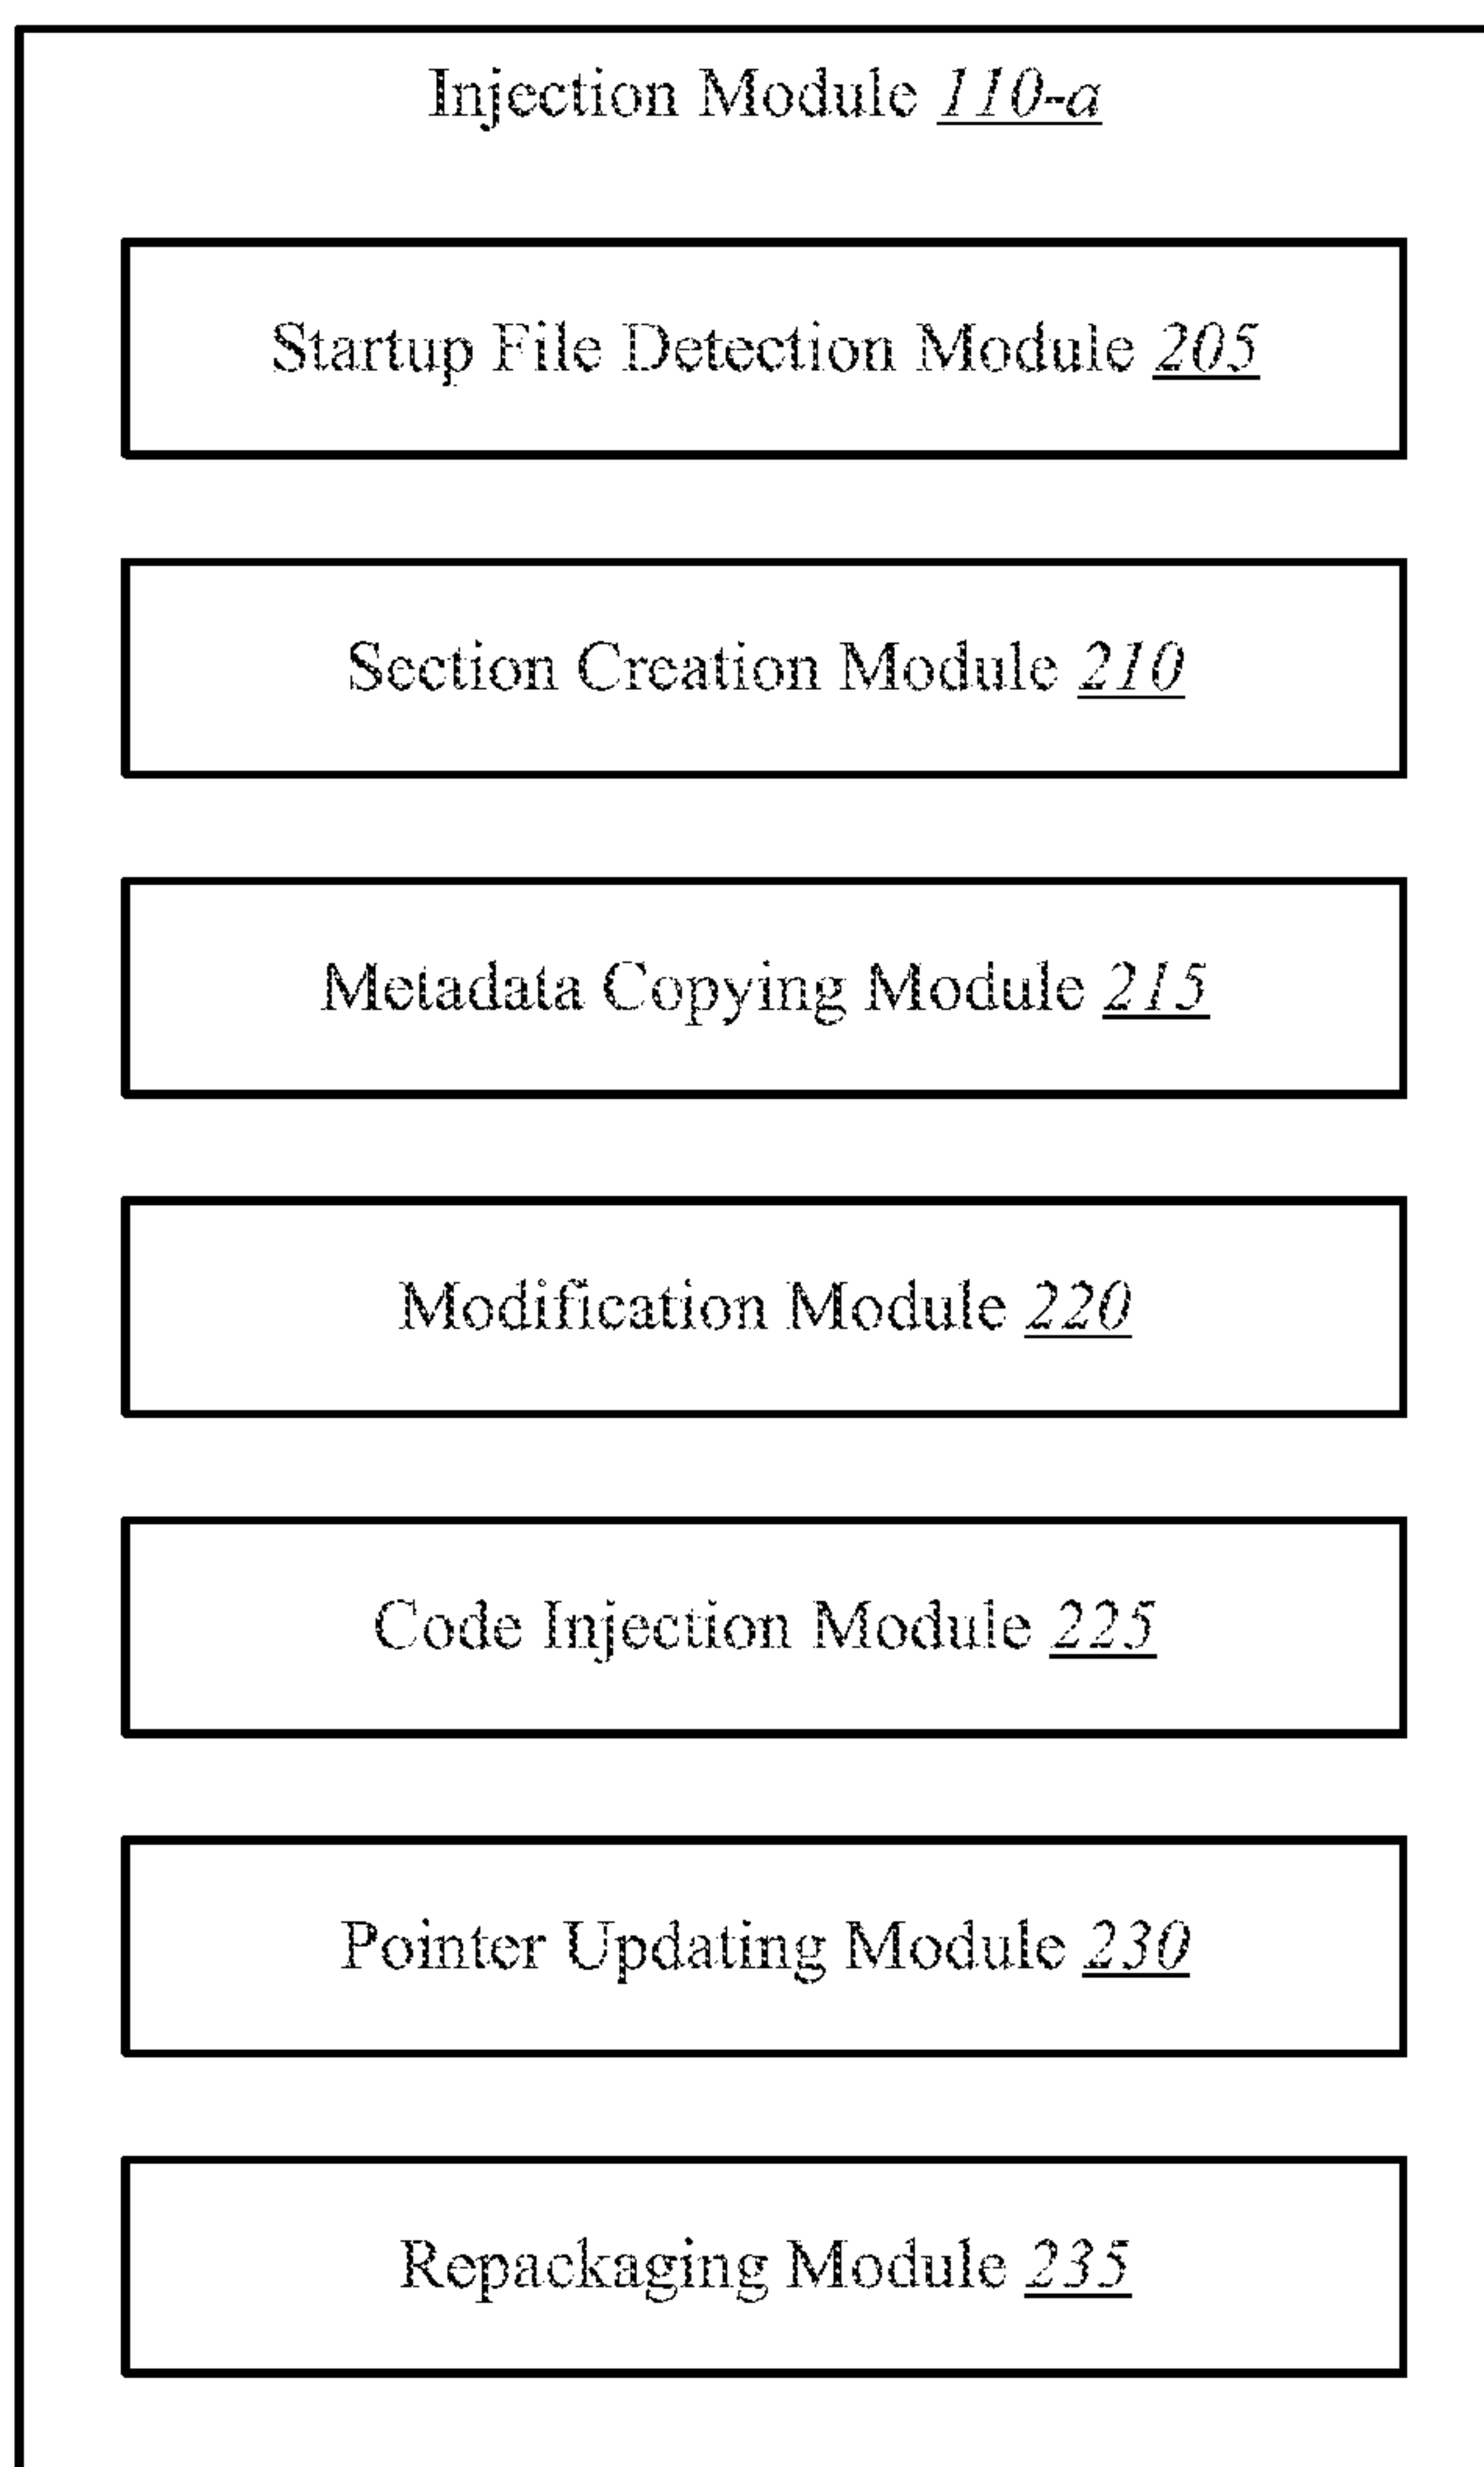 Injection Module 110-a
Startup File Detection Module 205
Section Creation Module 210
Metadata Copying Module 215
Modification Module 220
Code Injection Module 225
Pointer Updating Module 230
Repackaging Module 235